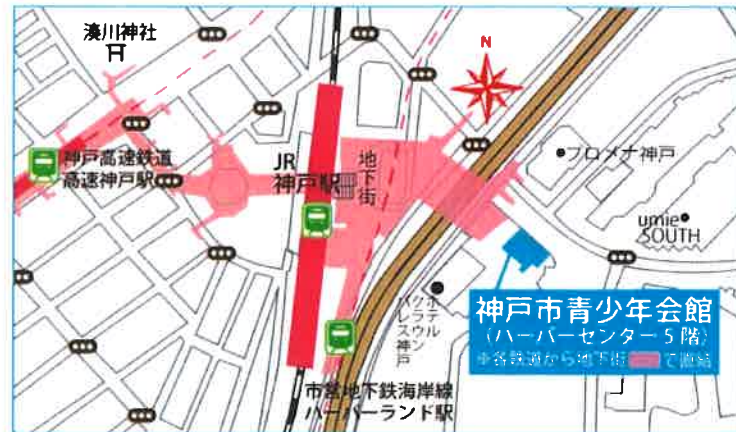 湊川神社
N
神戸高速鉄道
高速神戸駅
JR
神戸駅
地下街
プロメナ神戸
umie
SOUTH
ホテルクラウン
パレス神戸
神戸市青少年会館
(ハーバーセンター5階)
※各鉄道から地下街 で直結
市営地下鉄海岸線
ハーバーランド駅